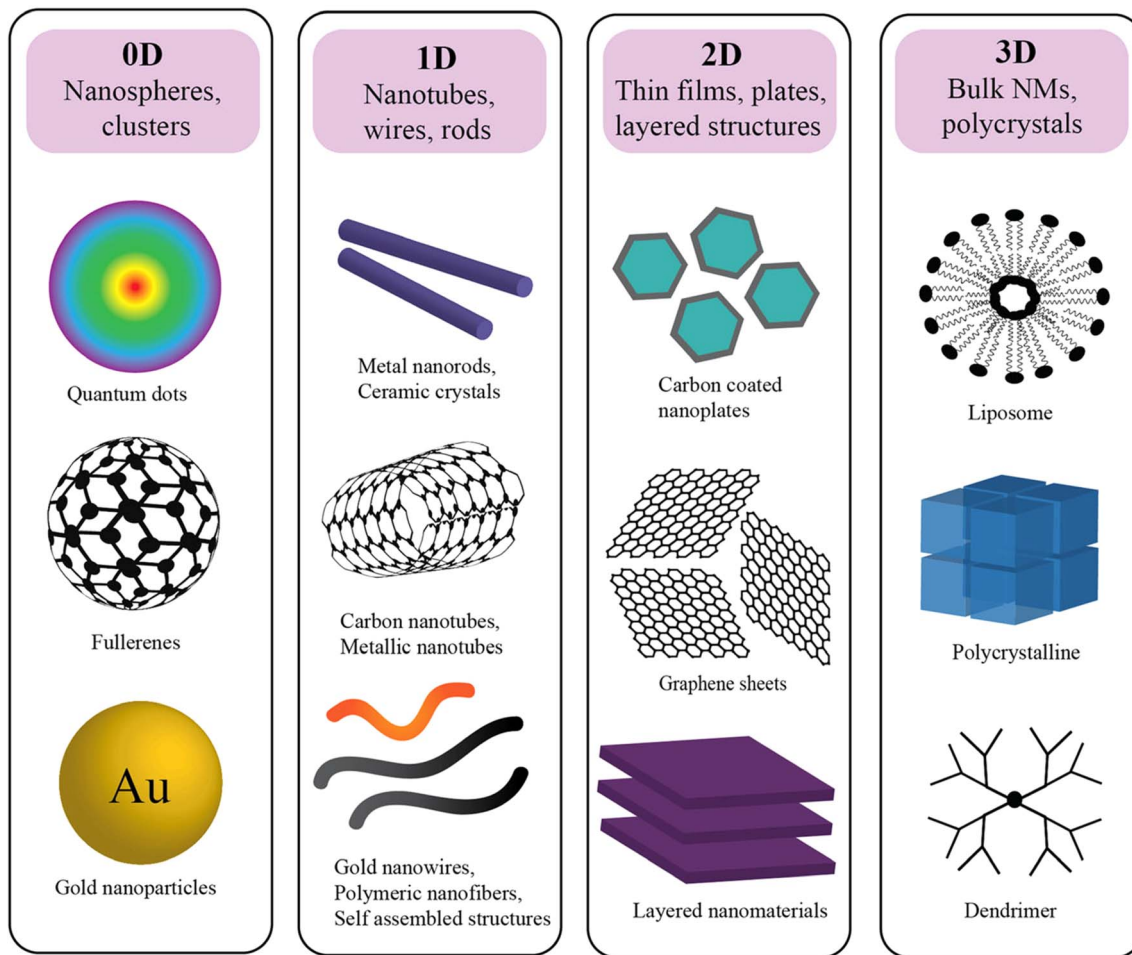 0D
Nanospheres,
clusters
Quantum dots
Fullerenes
Au
Gold nanoparticles
1D
Nanotubes,
wires, rods
Metal nanorods,
Ceramic crystals
Carbon nanotubes,
Metallic nanotubes
Gold nanowires,
Polymeric nanofibers,
Self assembled structures
2D
Thin films, plates,
layered structures
Carbon coated
nanoplates
Graphene sheets
Layered nanomaterials
3D
Bulk NMs,
polycrystals
Liposome
Polycrystalline
Dendrimer